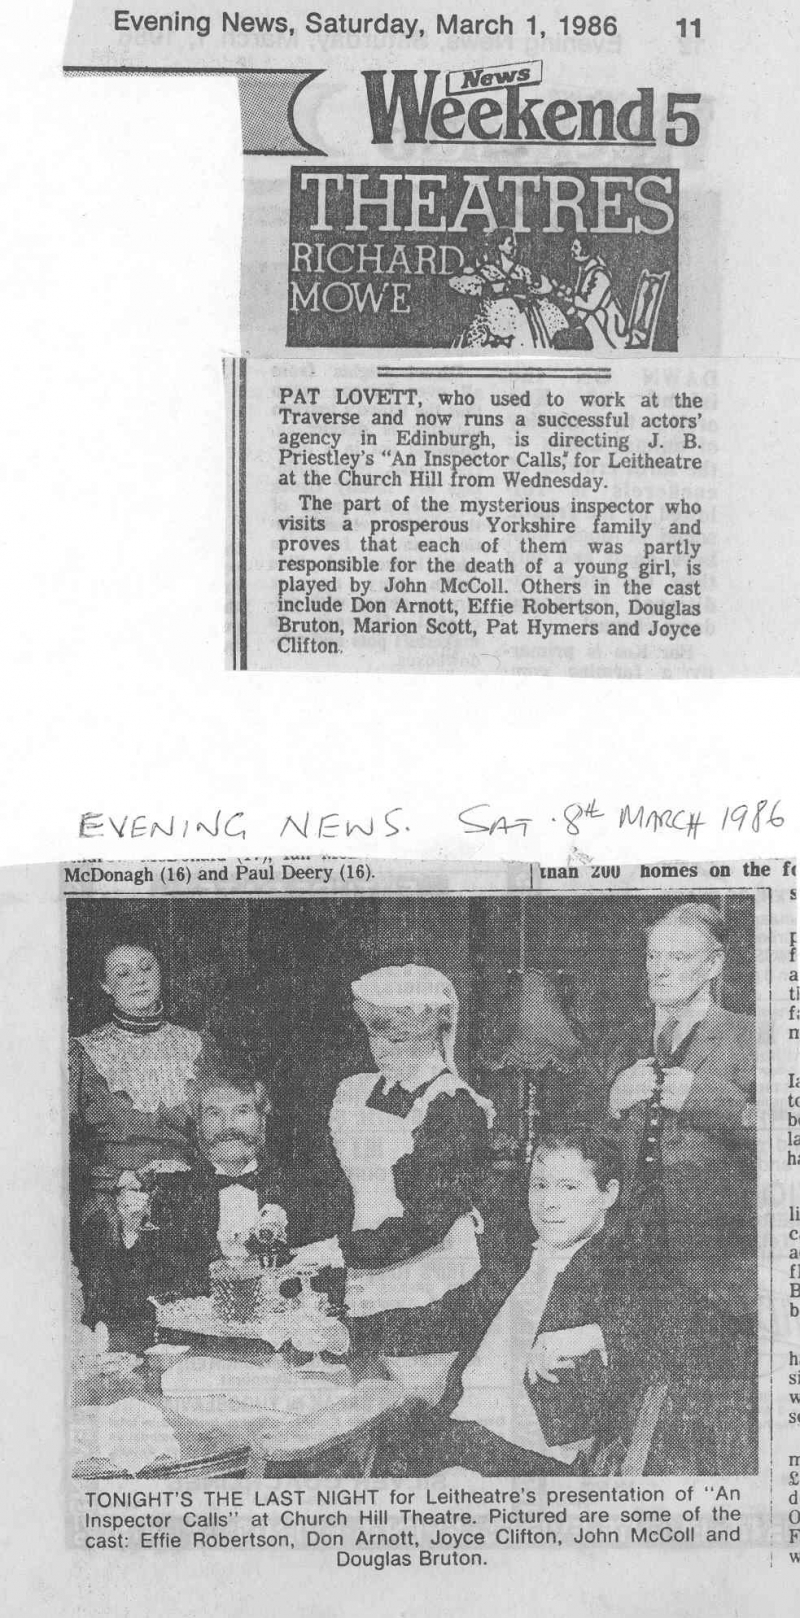 Evening News, Saturday, March 1, 1986 11
News
Weekend 5
THEATRES
RICHARD
MOWE
PAT LOVETT, who used to work at the
Traverse and now runs a successful actors'
agency in Edinburgh, is directing J. B.
Priestley's "An Inspector Calls," for Leitheatre
at the Church Hill from Wednesday.
The part of the mysterious inspector who
visits a prosperous Yorkshire family and
proves that each of them was partly
responsible for the death of a young girl, is
played by John McColl. Others in the cast
include Don Arnott, Effie Robertson, Douglas
Bruton, Marion Scott, Pat Hymers and Joyce
Clifton.
EVENING NEWS. SAT. 8th MARCH 1986
McDonagh (16) and Paul Deery (16).
than 200 homes on the
TONIGHT'S THE LAST NIGHT for Leitheatre's presentation of "An
Inspector Calls" at Church Hill Theatre. Pictured are some of the
cast: Effie Robertson, Don Arnott, Joyce Clifton, John McColl and
Douglas Bruton.